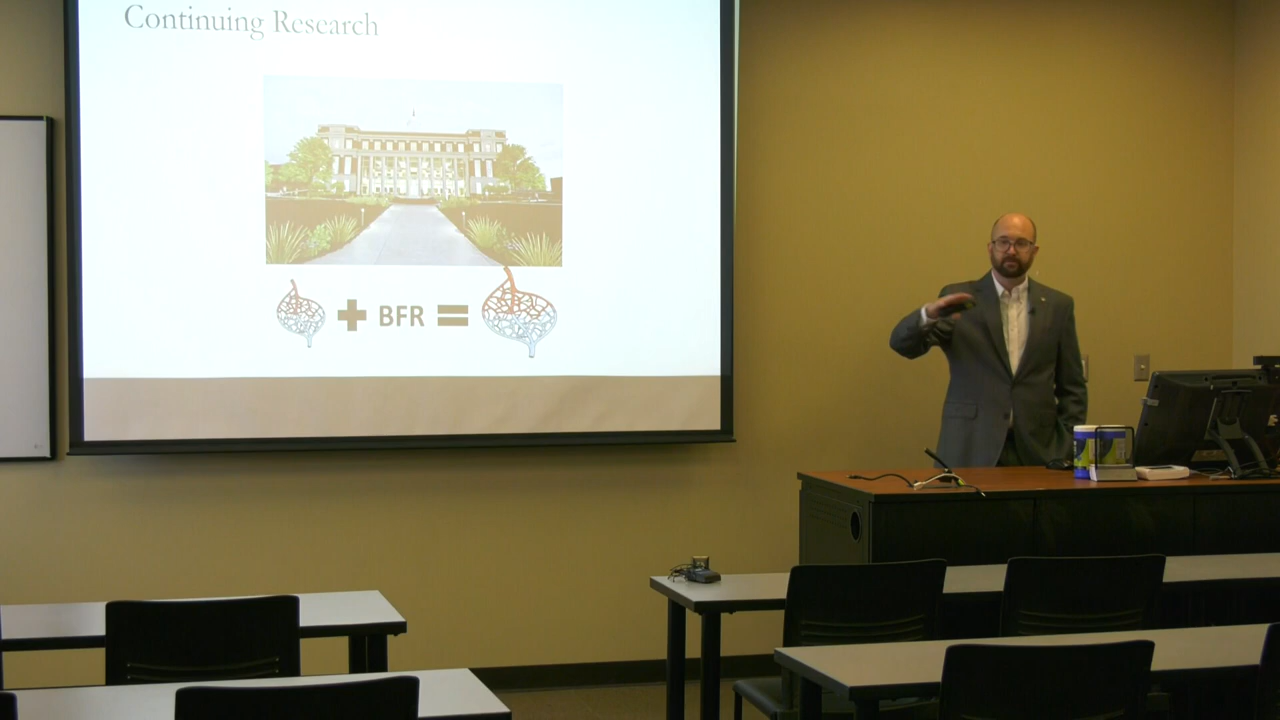 Continuing Research
+ BFR =